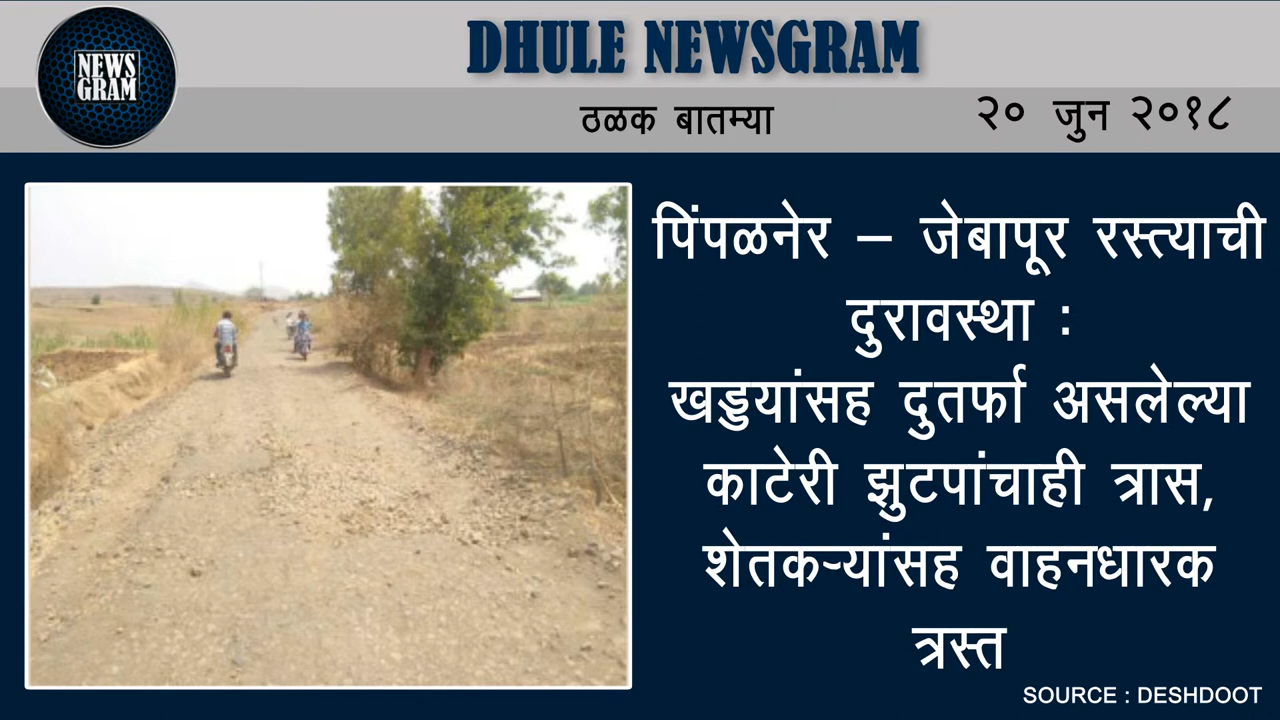 NEWS
GRAM
DHULE NEWSGRAM
ठळक बातम्या
२० जुन २०१८
पिंपळनेर – जेबापूर रस्त्याची
दुरावस्था :
खड्डयांसह दुतर्फा असलेल्या
काटेरी झुटपांचाही त्रास,
शेतकऱ्यांसह वाहनधारक
त्रस्त
SOURCE : DESHDOOT